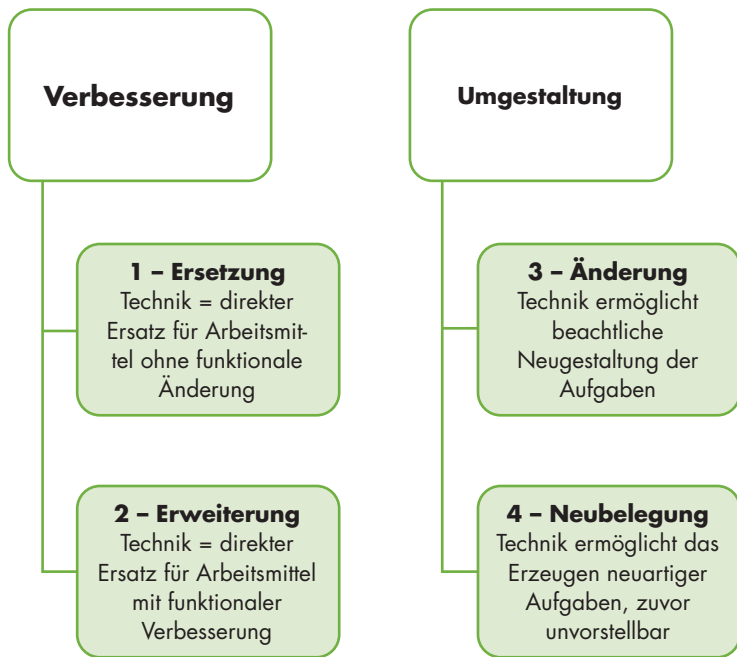 Verbesserung
1 – Ersetzung
Technik = direkter
Ersatz für Arbeitsmit-
tel ohne funktionale
Änderung
2 – Erweiterung
Technik = direkter
Ersatz für Arbeitsmittel
mit funktionaler
Verbesserung
Umgestaltung
3 – Änderung
Technik ermöglicht
beachtliche
Neugestaltung der
Aufgaben
4 – Neubelegung
Technik ermöglicht das
Erzeugen neuartiger
Aufgaben, zuvor
unvorstellbar